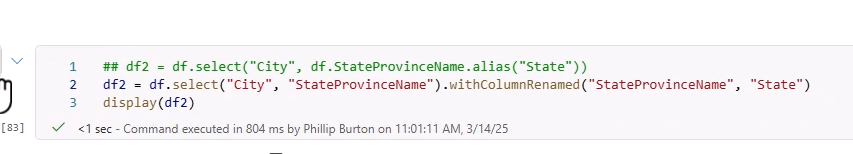 1 ## df2 = df.select("City", df.StateProvinceName.alias("State"))
2 df2 = df.select("City", "StateProvinceName").withColumnRenamed("StateProvinceName", "State")
3 display(df2)
[83] <1 sec - Command executed in 804 ms by Phillip Burton on 11:01:11 AM, 3/14/25